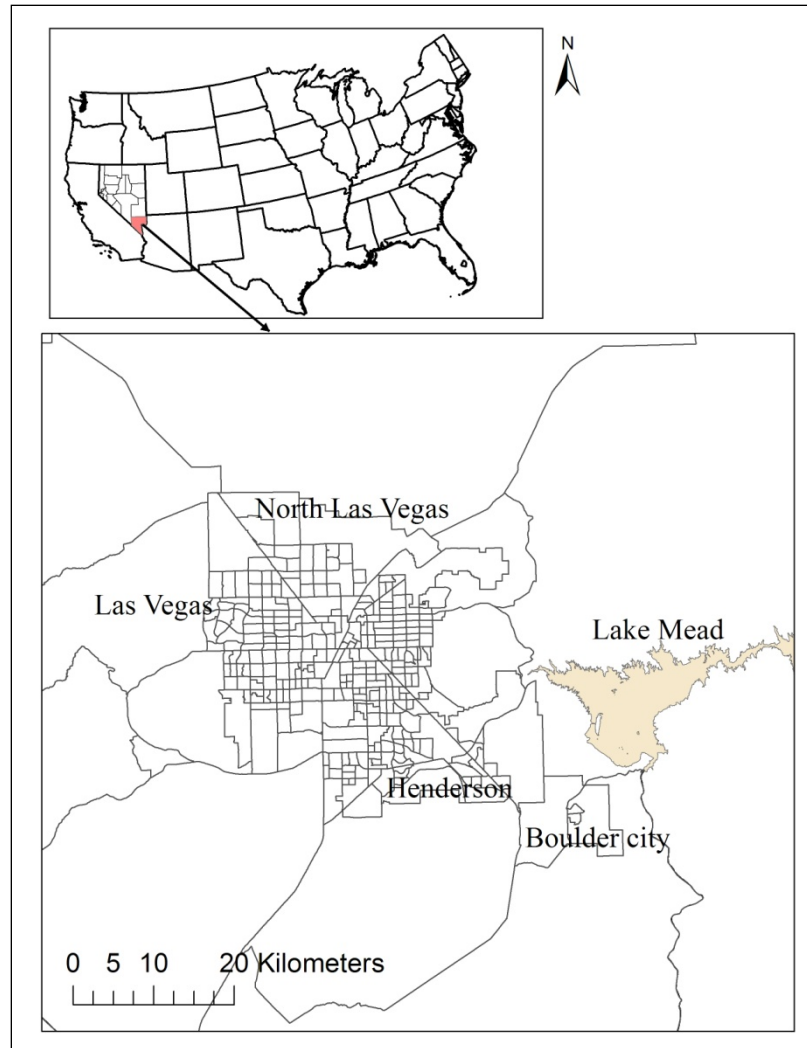 N
North Las Vegas
Las Vegas
Lake Mead
Henderson
Boulder city
0 5 10 20 Kilometers